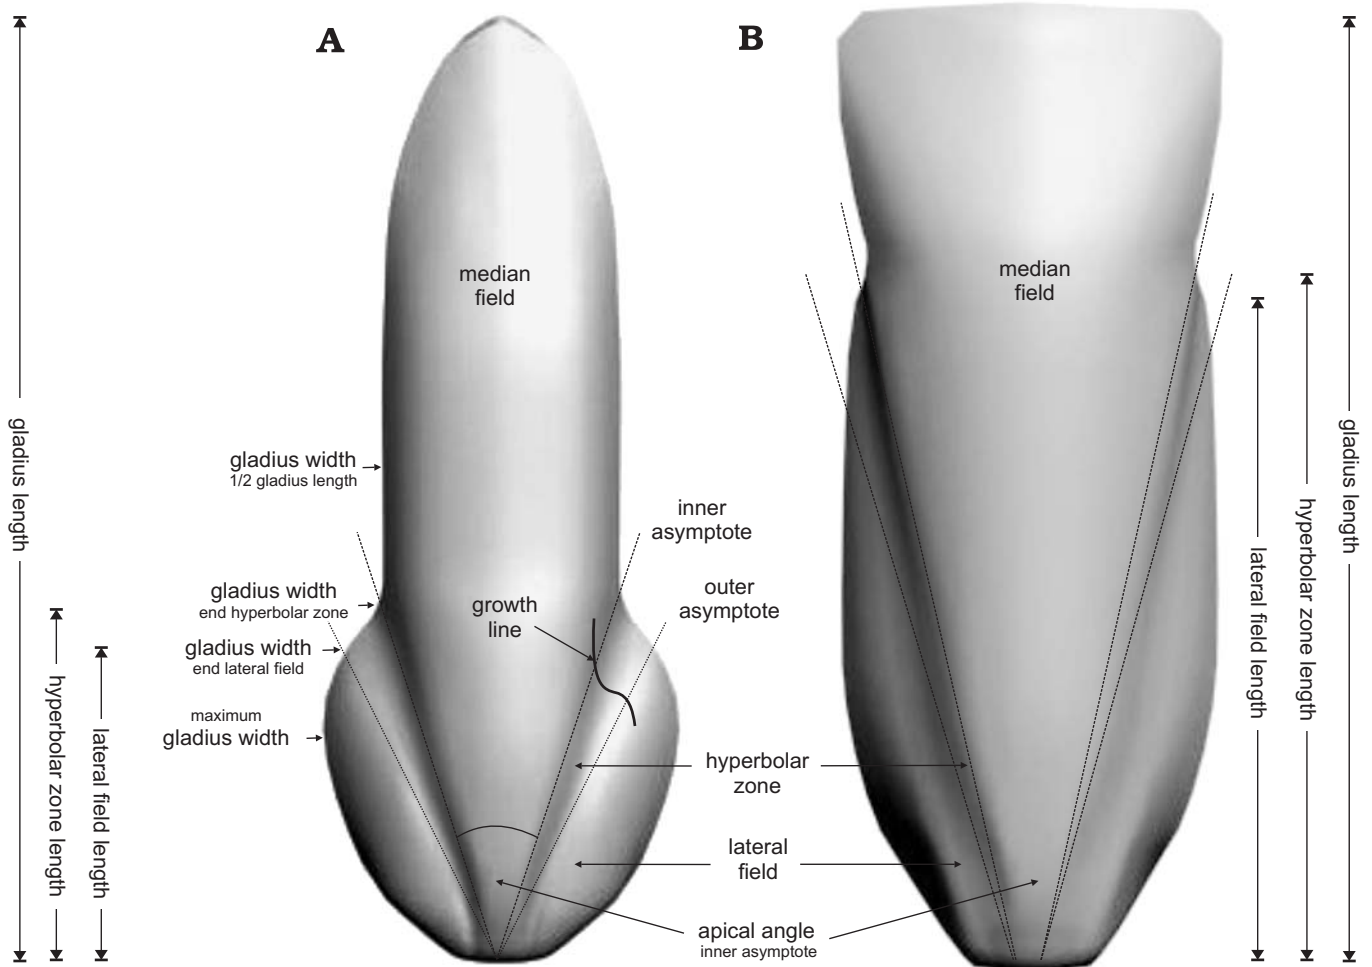 A
B
median
field
median
field
gladius width
1/2 gladius length
inner
asymptote
gladius width
end hyperbolar zone
outer
asymptote
growth
line
gladius width
end lateral field
maximum
gladius width
hyperbolar
zone
lateral
field
apical angle
inner asymptote
gladius length
hyperbolar zone length
lateral field length
lateral field length
hyperbolar zone length
gladius length